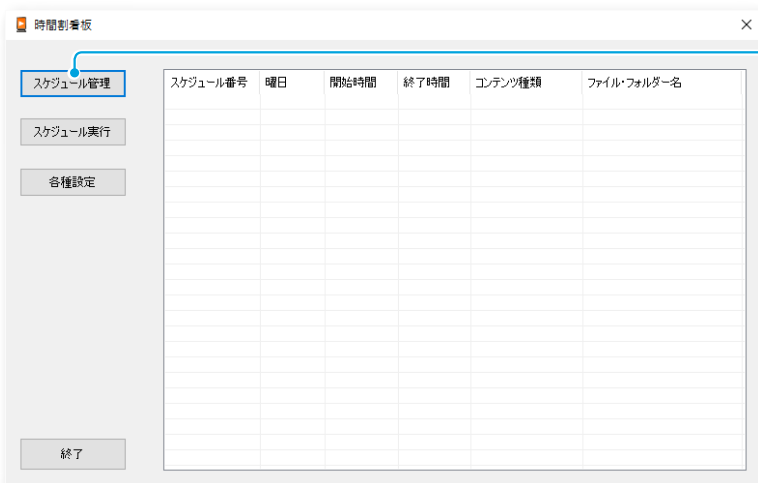 時間割看板
スケジュール管理
スケジュール番号 曜日 開始時間 終了時間 コンテンツ種類 ファイル・フォルダー名
スケジュール実行
各種設定
終了